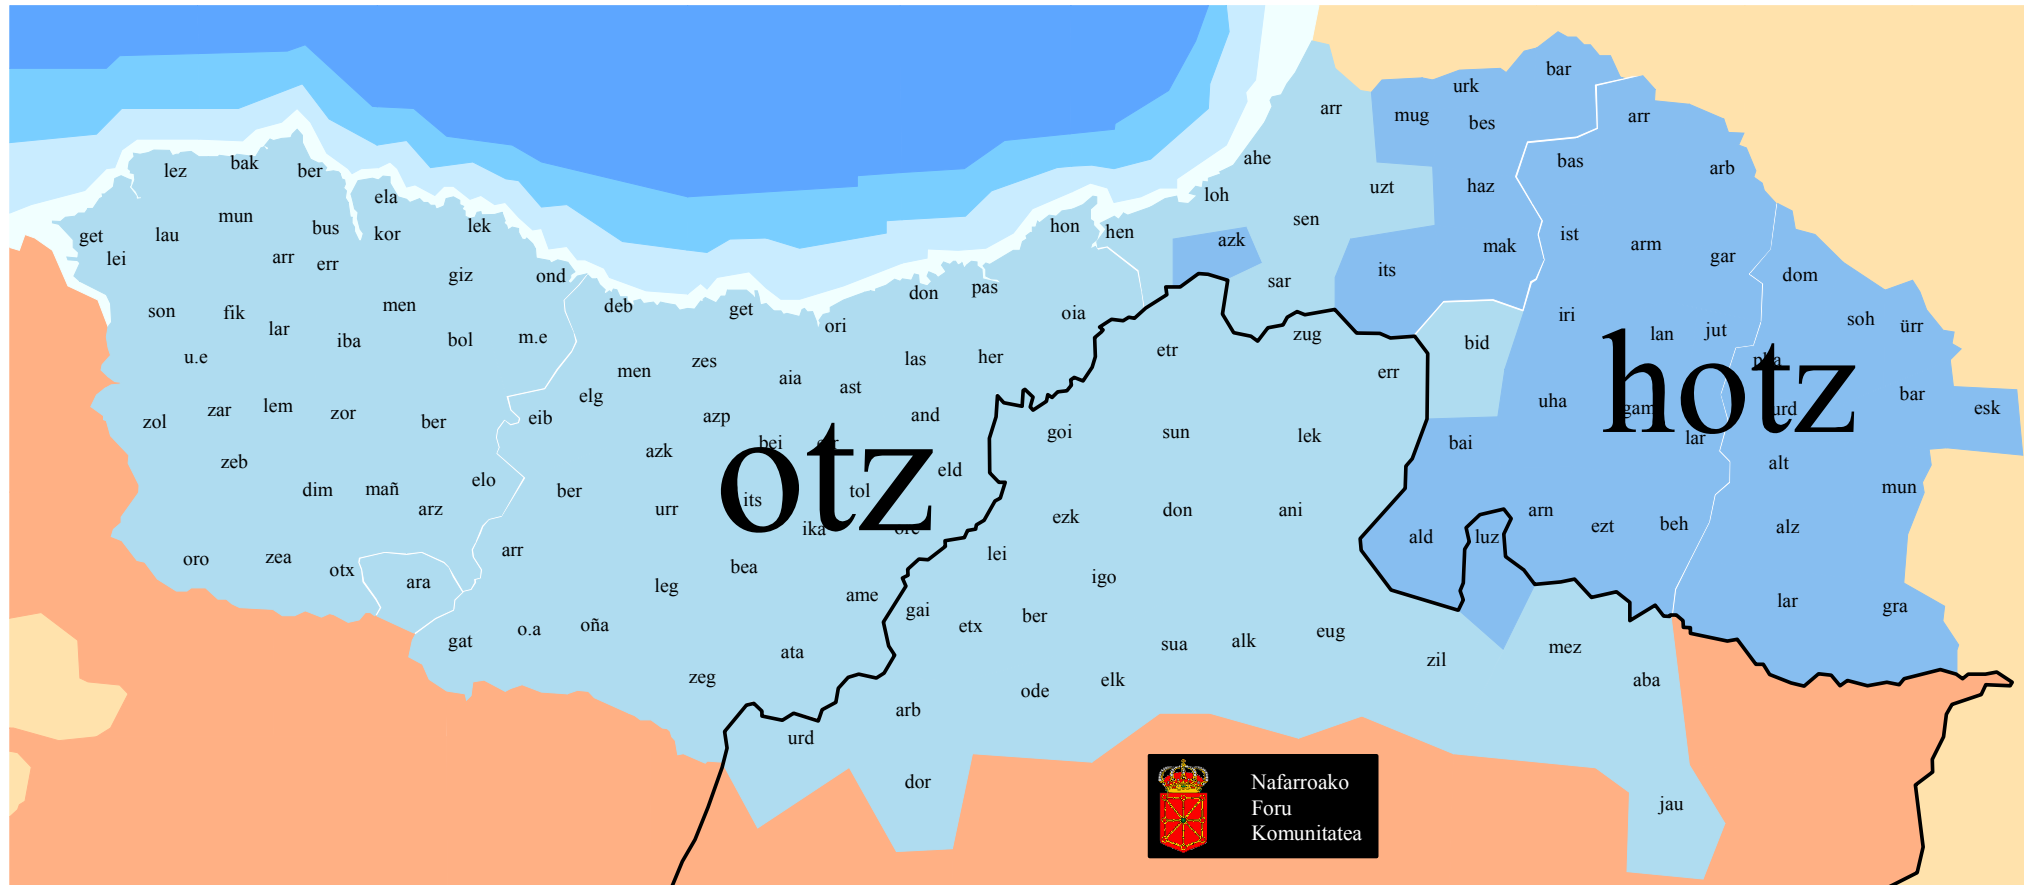 bar
urk
arr
mug
bes
arr
ahe
bas
arb
lez
bak
ber
loh
uzt
haz
ela
mun
sen
lek
bus
kor
hon
hen
azk
ist
arm
mak
get
lau
lei
arr
err
gar
giz
ond
its
dom
sar
don
pas
deb
men
get
son
fik
oia
iri
soh
ürr
lar
ori
zug
lan
jut
iba
bol
m.e
bid
u.e
etr
zes
las
her
pha
men
err
aia
ast
elg
bar
uha
esk
zar
lem
zor
gam
urd
hotz
zol
ber
eib
azp
and
goi
sun
lek
lar
bei
bai
azk
zeb
eld
alt
elo
dim
mañ
ber
its
tol
otz
mun
arz
urr
ezk
don
ani
arn
ezt
beh
alz
ika
ore
ald
luz
arr
lei
oro
zea
otx
bea
ara
leg
igo
ame
gai
ber
etx
lar
gra
gat
o.a
oña
eug
sua
alk
mez
ata
zil
zeg
ode
elk
aba
arb
urd
dor
jau
Nafarroako
Foru
Komunitatea